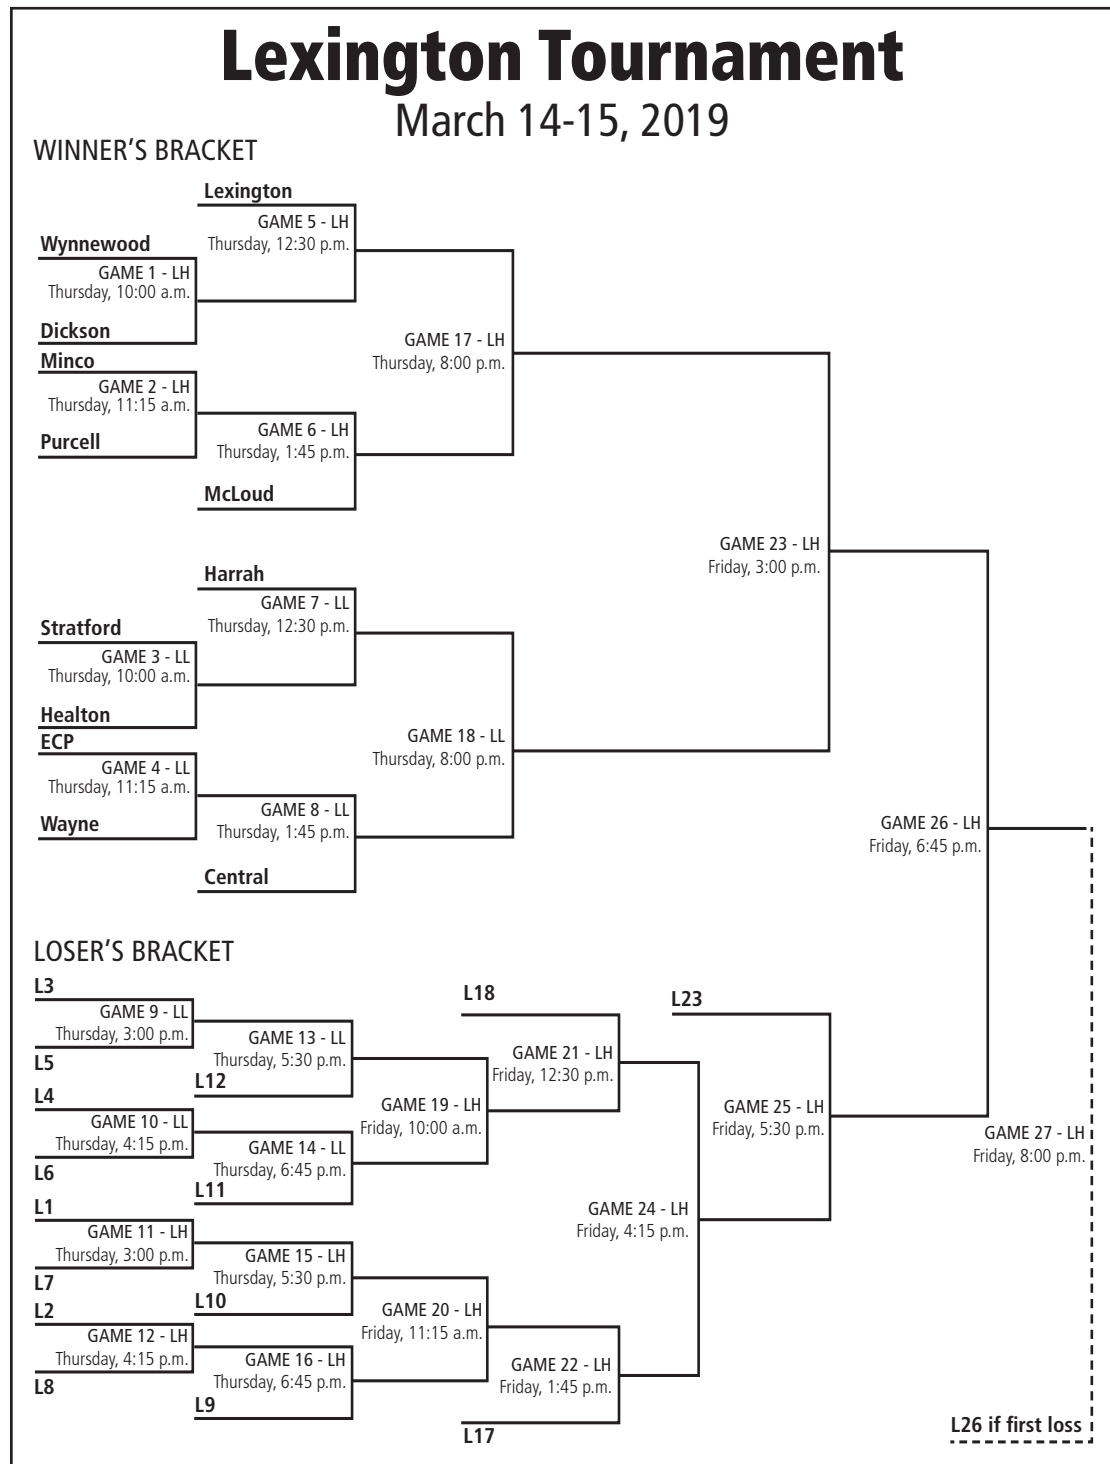 Lexington Tournament
March 14-15, 2019
WINNER'S BRACKET
Lexington
GAME 5 - LH
Thursday, 12:30 p.m.
Wynnewood
GAME 1 - LH
Thursday, 10:00 a.m.
Dickson
Minco
GAME 2 - LH
Thursday, 11:15 a.m.
Purcell
GAME 6 - LH
Thursday, 1:45 p.m.
McLoud
GAME 17 - LH
Thursday, 8:00 p.m.
GAME 23 - LH
Friday, 3:00 p.m.
Harrah
GAME 7 - LL
Thursday, 12:30 p.m.
Stratford
GAME 3 - LL
Thursday, 10:00 a.m.
Healton
ECP
GAME 4 - LL
Thursday, 11:15 a.m.
Wayne
GAME 8 - LL
Thursday, 1:45 p.m.
Central
GAME 18 - LL
Thursday, 8:00 p.m.
GAME 26 - LH
Friday, 6:45 p.m.
LOSER'S BRACKET
L3
GAME 9 - LL
Thursday, 3:00 p.m.
L5
GAME 13 - LL
Thursday, 5:30 p.m.
L12
L4
GAME 10 - LL
Thursday, 4:15 p.m.
L6
GAME 14 - LL
Thursday, 6:45 p.m.
L11
GAME 19 - LH
Friday, 10:00 a.m.
L18
GAME 21 - LH
Friday, 12:30 p.m.
L23
GAME 25 - LH
Friday, 5:30 p.m.
GAME 27 - LH
Friday, 8:00 p.m.
L1
GAME 11 - LH
Thursday, 3:00 p.m.
L7
GAME 15 - LH
Thursday, 5:30 p.m.
L10
L2
GAME 12 - LH
Thursday, 4:15 p.m.
L8
GAME 16 - LH
Thursday, 6:45 p.m.
L9
GAME 20 - LH
Friday, 11:15 a.m.
GAME 24 - LH
Friday, 4:15 p.m.
GAME 22 - LH
Friday, 1:45 p.m.
L17
L26 if first loss